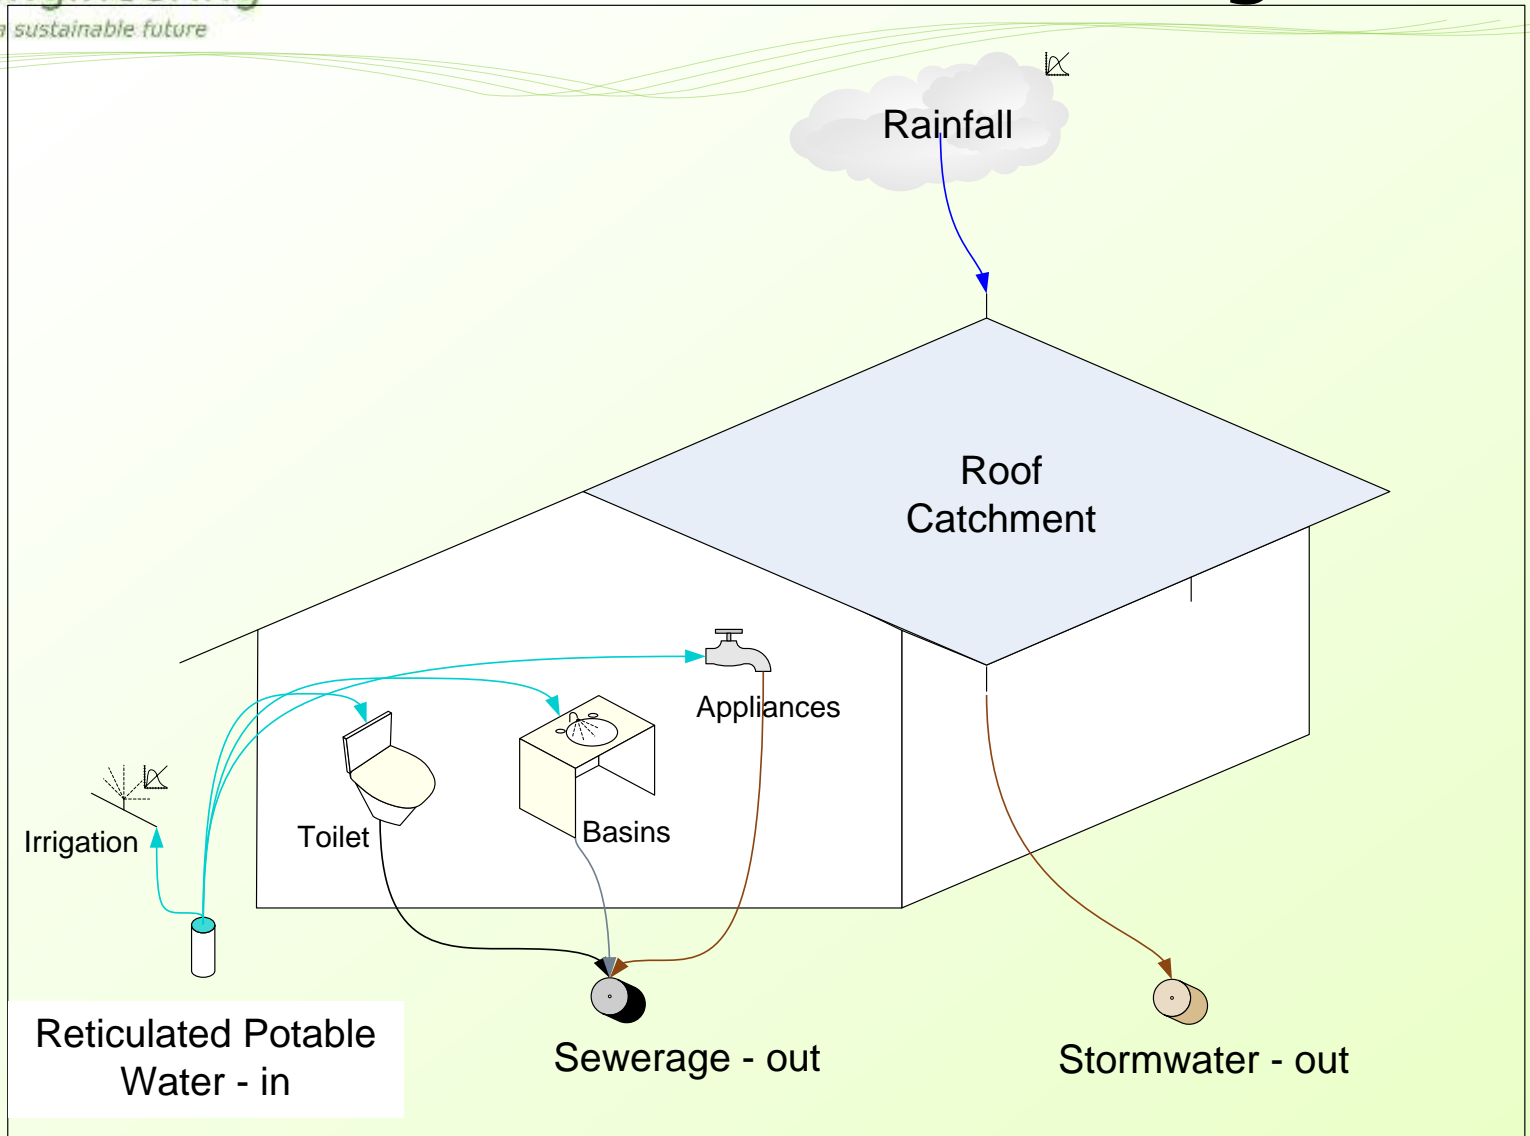 a sustainable future
Rainfall
Roof
Catchment
Appliances
Irrigation
Toilet
Basins
Reticulated Potable
Water - in
Sewerage - out
Stormwater - out